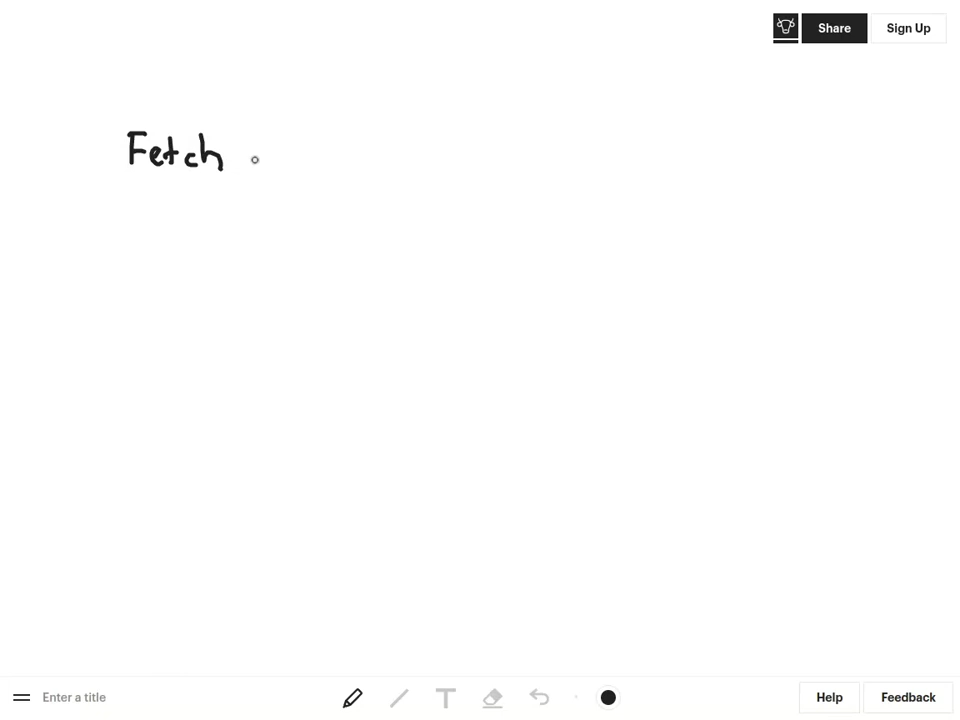 Share
Sign Up
Fetch
Enter a title
T
Help
Feedback